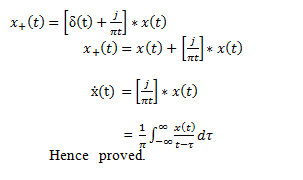 x₊(t) = [δ(t) + j/πt] * x(t)
x₊(t) = x(t) + [j/πt] * x(t)
ẋ(t) = [j/πt] * x(t)
= 1/π ∫_{-∞}^{∞} x(t)/t−τ dτ
Hence proved.